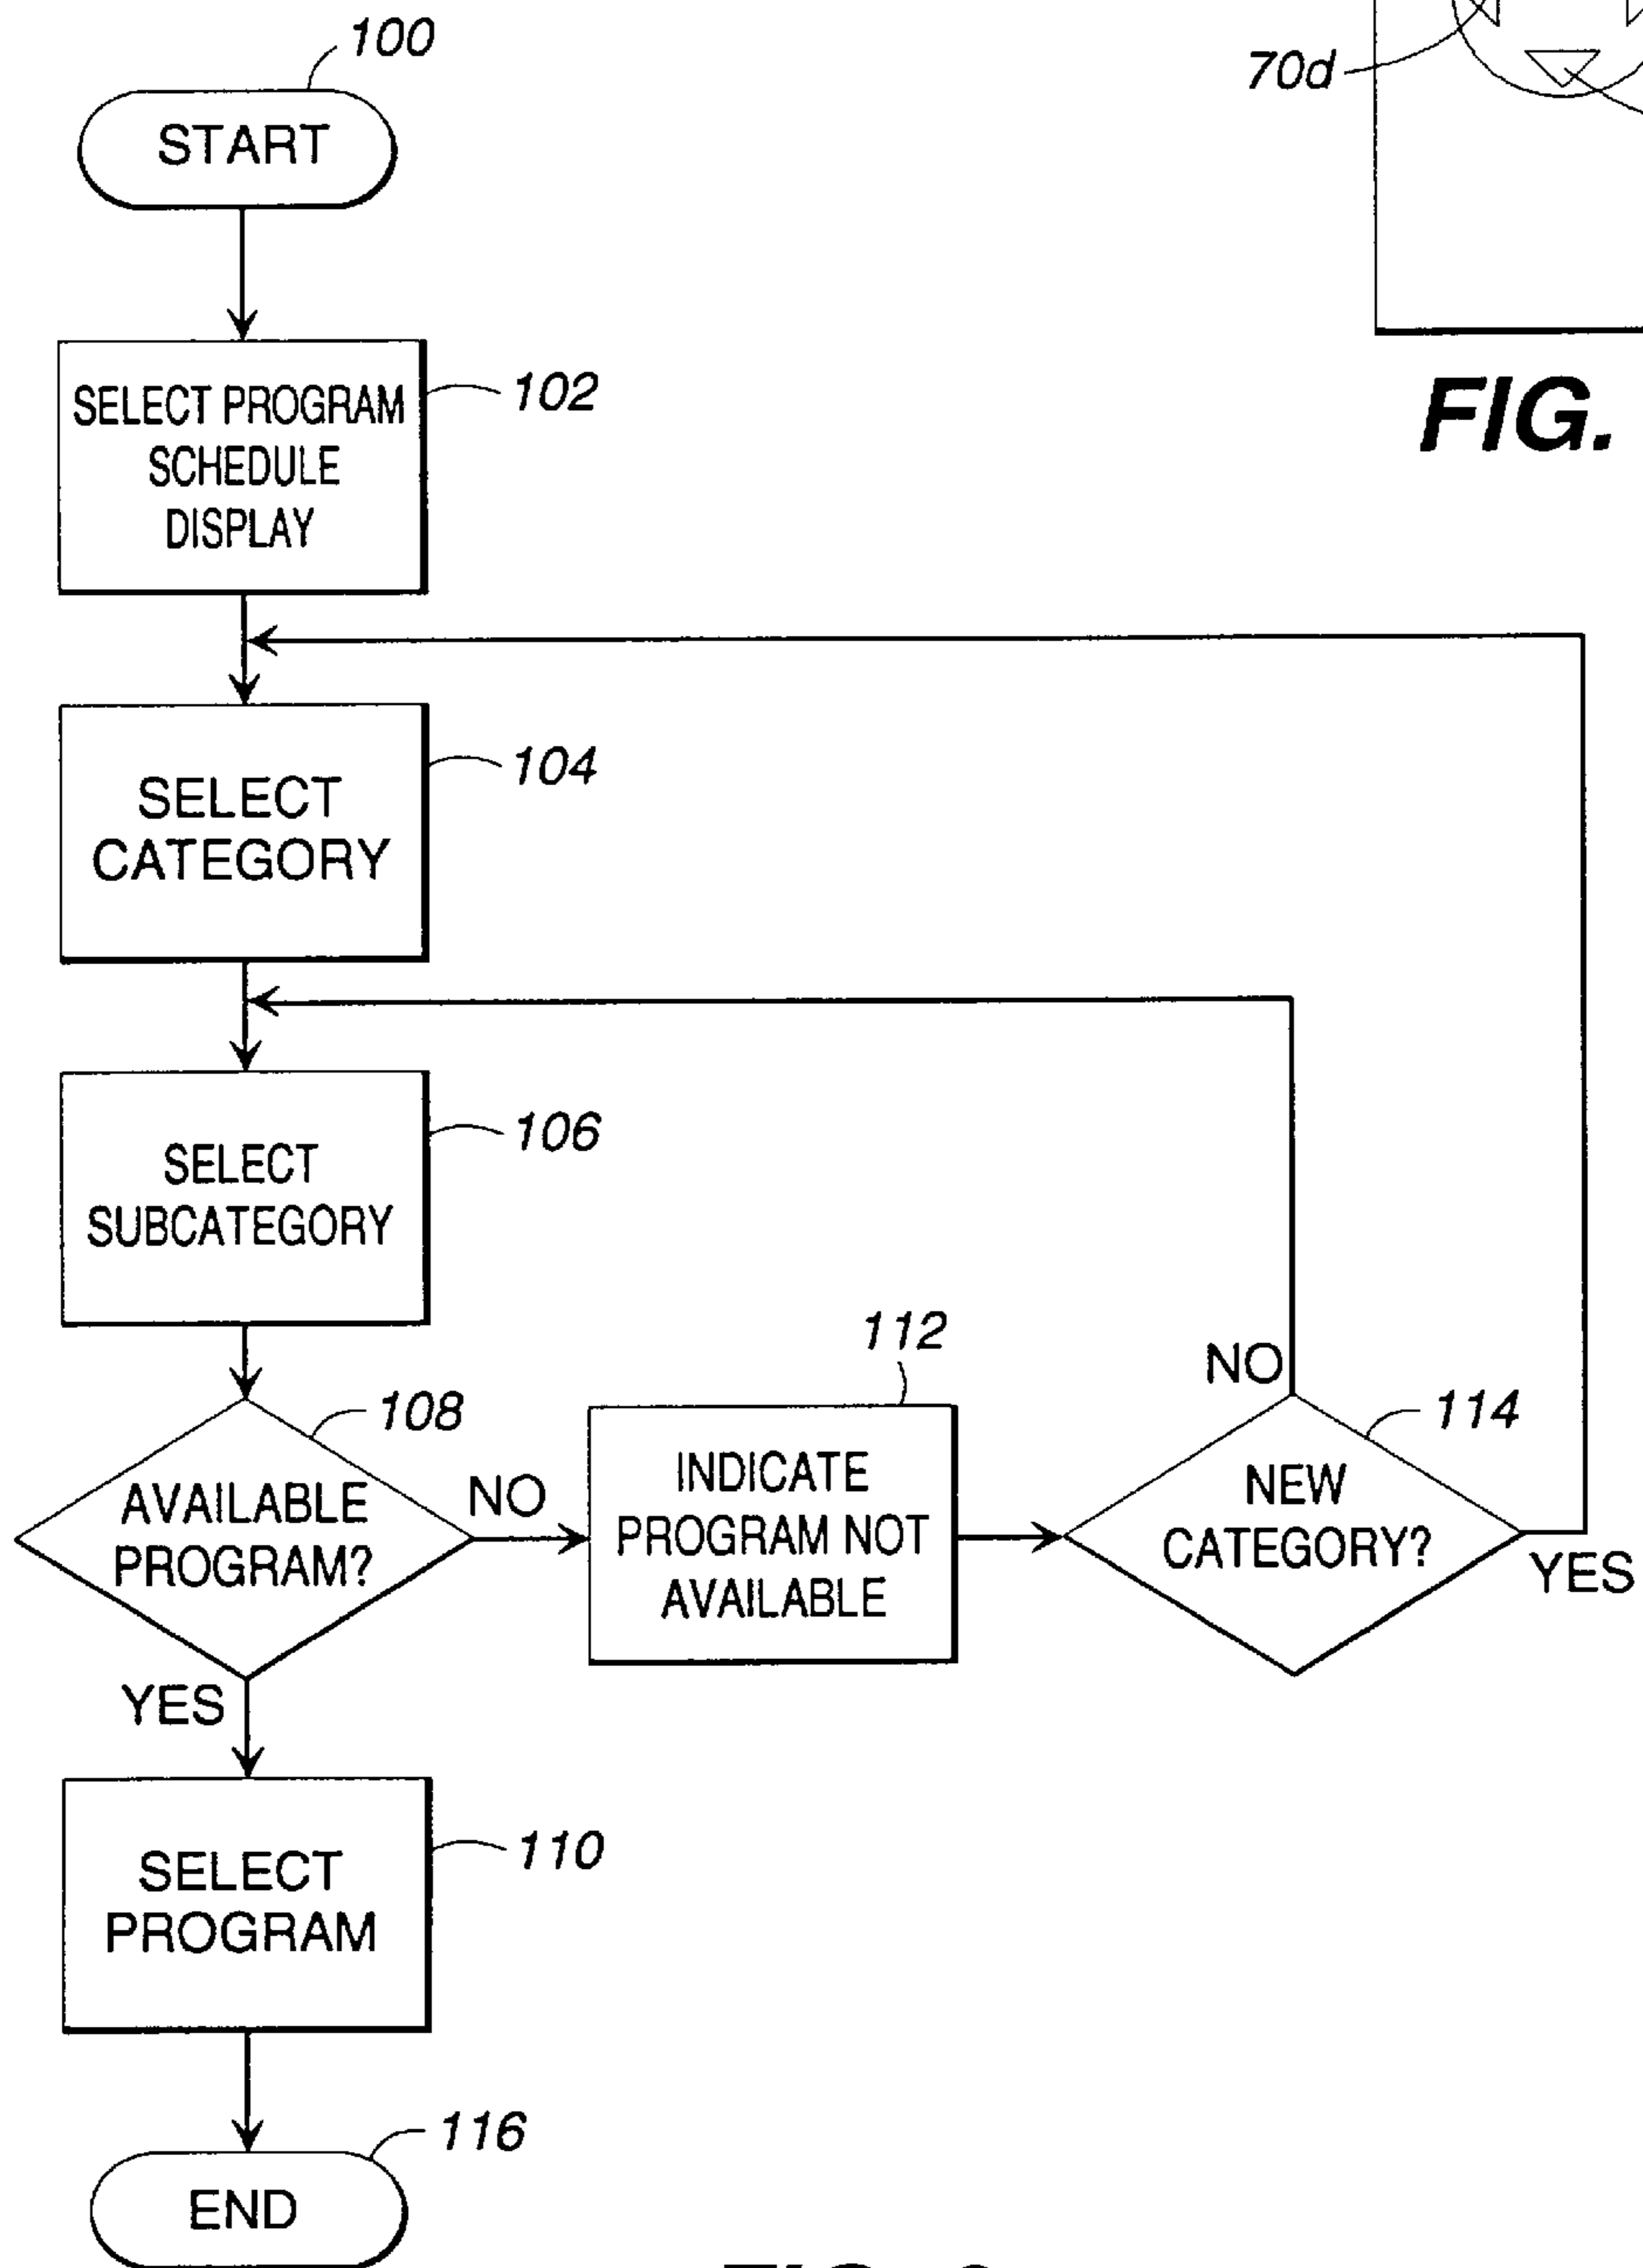 100
START
70d
SELECT PROGRAM
SCHEDULE
DISPLAY
102
FIG.
SELECT
CATEGORY
104
SELECT
SUBCATEGORY
106
AVAILABLE
PROGRAM?
108
NO
INDICATE
PROGRAM NOT
AVAILABLE
112
NEW
CATEGORY?
114
NO
YES
YES
SELECT
PROGRAM
110
END
116